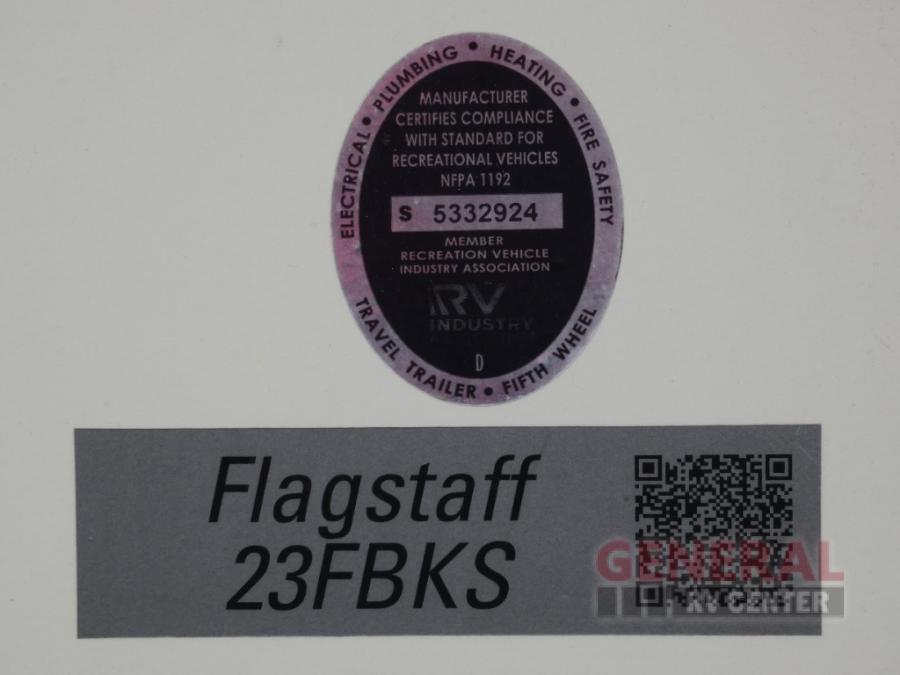 ELECTRICAL • PLUMBING • HEATING • FIRE SAFETY
MANUFACTURER
CERTIFIES COMPLIANCE
WITH STANDARD FOR
RECREATIONAL VEHICLES
NFPA 1192
S 5332924
MEMBER
RECREATION VEHICLE
INDUSTRY ASSOCIATION
RV
INDUSTRY
D
TRAVEL TRAILER • FIFTH WHEEL
Flagstaff
23FBKS
GENERAL
RV CENTER